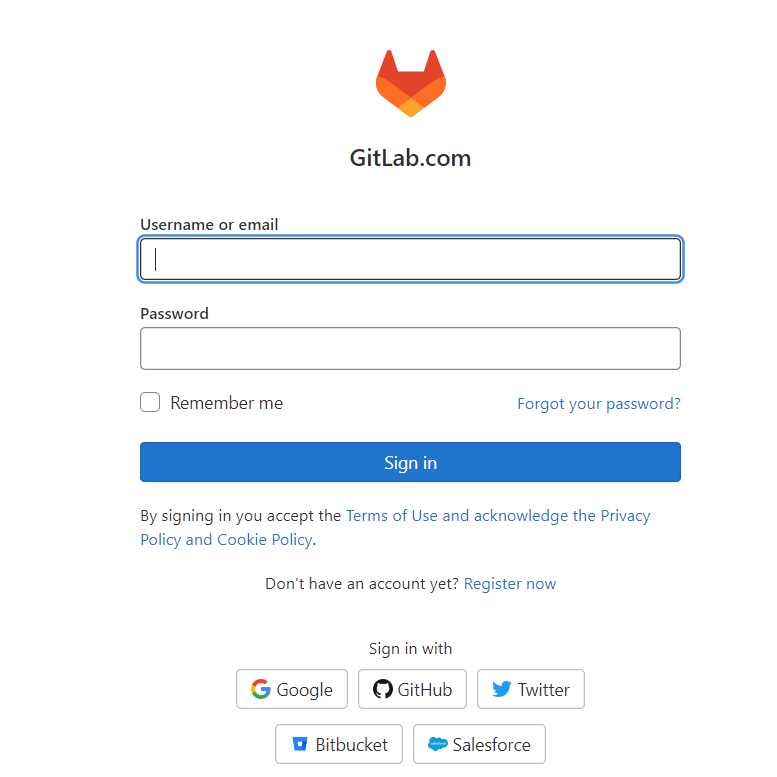 GitLab.com
Username or email
Password
Remember me
Forgot your password?
Sign in
By signing in you accept the Terms of Use and acknowledge the Privacy
Policy and Cookie Policy.
Don't have an account yet? Register now
Sign in with
Google GitHub Twitter
Bitbucket Salesforce